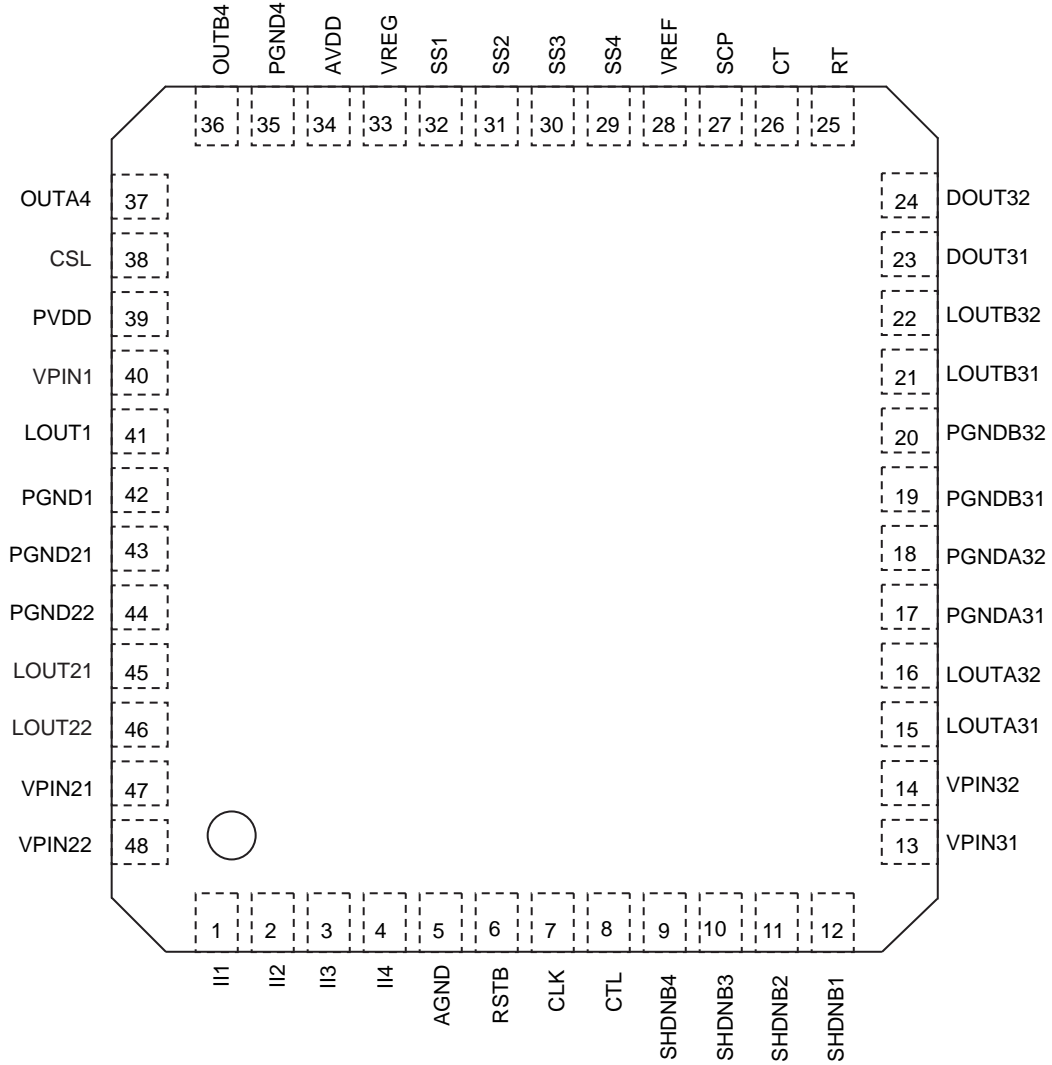 OUTB4 PGND4 AVDD VREG SS1 SS2 SS3 SS4 VREF SCP CT RT
36 35 34 33 32 31 30 29 28 27 26 25
OUTA4 37 24 DOUT32
CSL 38 23 DOUT31
PVDD 39 22 LOUTB32
VPIN1 40 21 LOUTB31
LOUT1 41 20 PGNDB32
PGND1 42 19 PGNDB31
PGND21 43 18 PGNDA32
PGND22 44 17 PGNDA31
LOUT21 45 16 LOUTA32
LOUT22 46 15 LOUTA31
VPIN21 47 14 VPIN32
VPIN22 48 13 VPIN31
1 2 3 4 5 6 7 8 9 10 11 12
II1 II2 II3 II4 AGND RSTB CLK CTL SHDNB4 SHDNB3 SHDNB2 SHDNB1